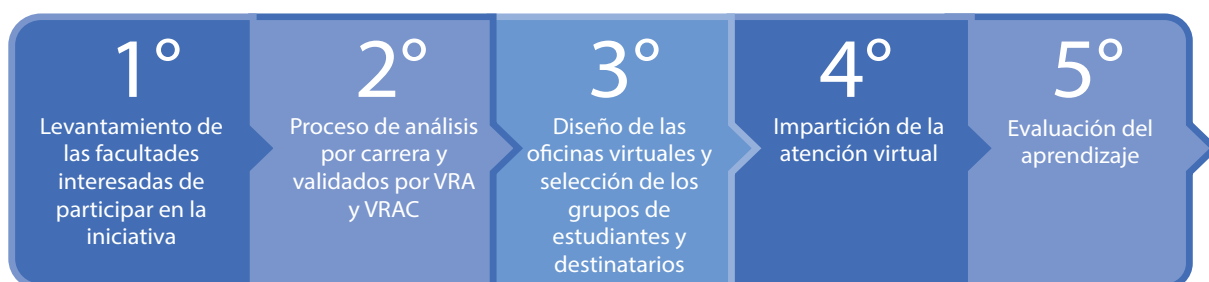 1°
Levantamiento de
las facultades
interesadas de
participar en la
iniciativa
2°
Proceso de análisis
por carrera y
validados por VRA
y VRAC
3°
Diseño de las
oficinas virtuales y
selección de los
grupos de
estudiantes y
destinatarios
4°
Impartición de la
atención virtual
5°
Evaluación del
aprendizaje